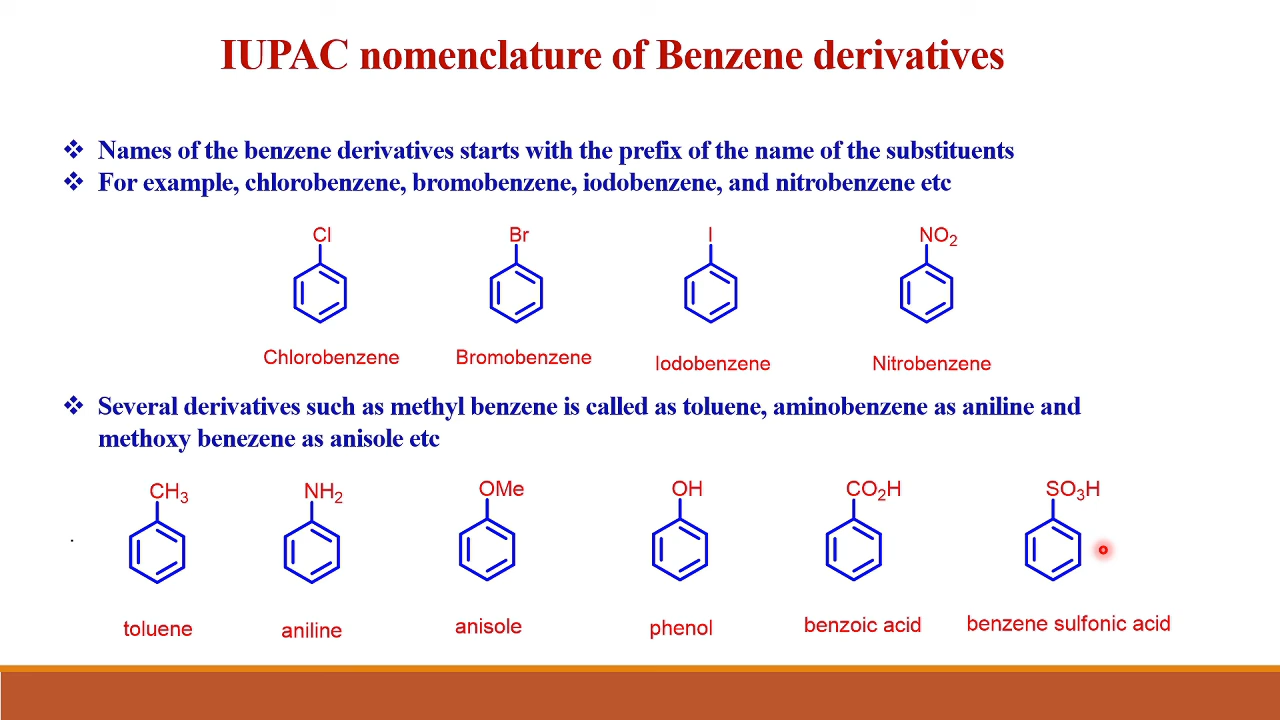 IUPAC nomenclature of Benzene derivatives
❖ Names of the benzene derivatives starts with the prefix of the name of the substituents
❖ For example, chlorobenzene, bromobenzene, iodobenzene, and nitrobenzene etc
Cl Br I NO2
Chlorobenzene Bromobenzene Iodobenzene Nitrobenzene
❖ Several derivatives such as methyl benzene is called as toluene, aminobenzene as aniline and
methoxy benezene as anisole etc
CH3 NH2 OMe OH CO2H SO3H
.
toluene aniline anisole phenol benzoic acid benzene sulfonic acid